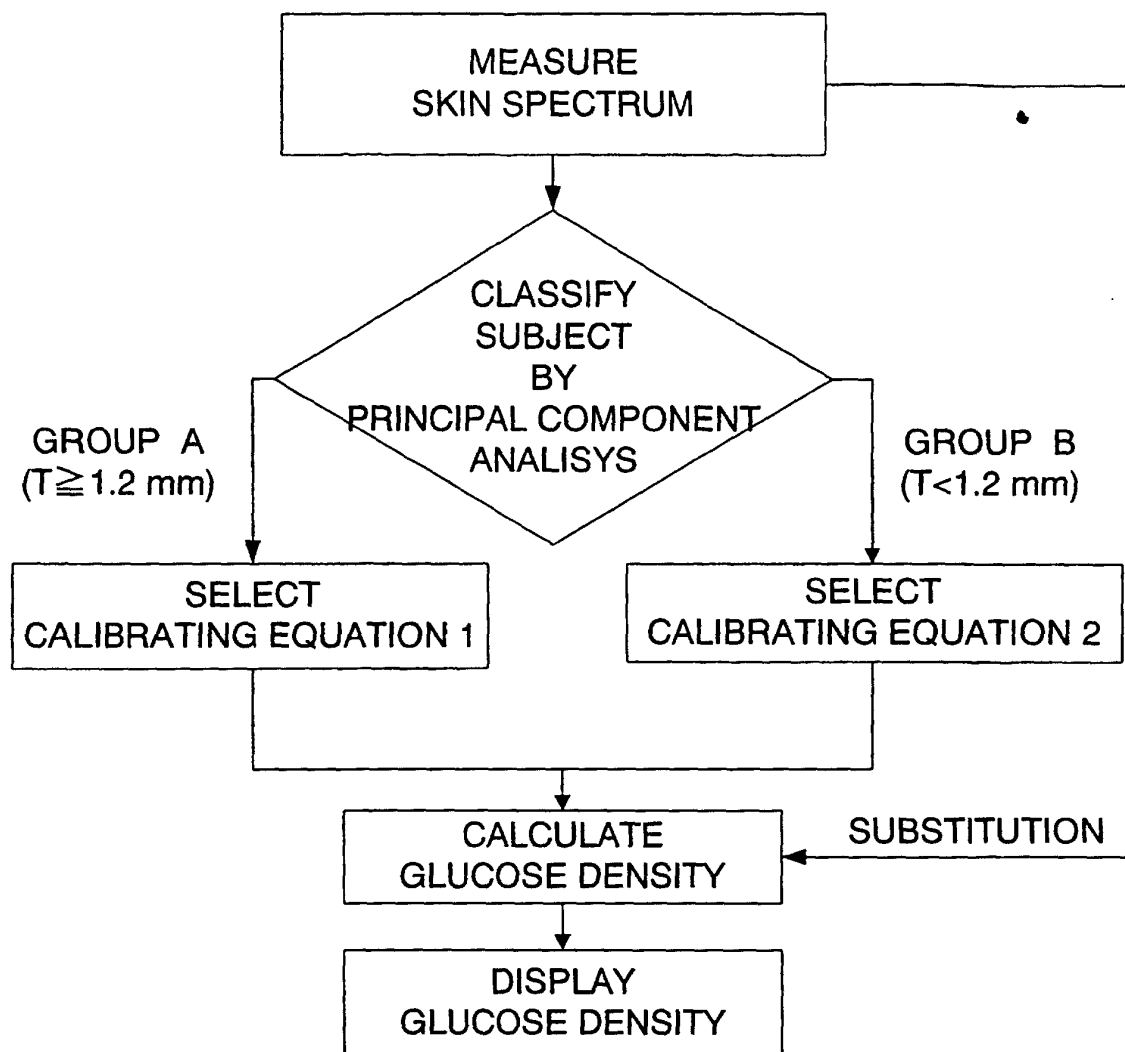 MEASURE
SKIN SPECTRUM
CLASSIFY
SUBJECT
BY
PRINCIPAL COMPONENT
ANALISYS
GROUP A
(T≧1.2 mm)
GROUP B
(T<1.2 mm)
SELECT
CALIBRATING EQUATION 1
SELECT
CALIBRATING EQUATION 2
CALCULATE
GLUCOSE DENSITY
SUBSTITUTION
DISPLAY
GLUCOSE DENSITY